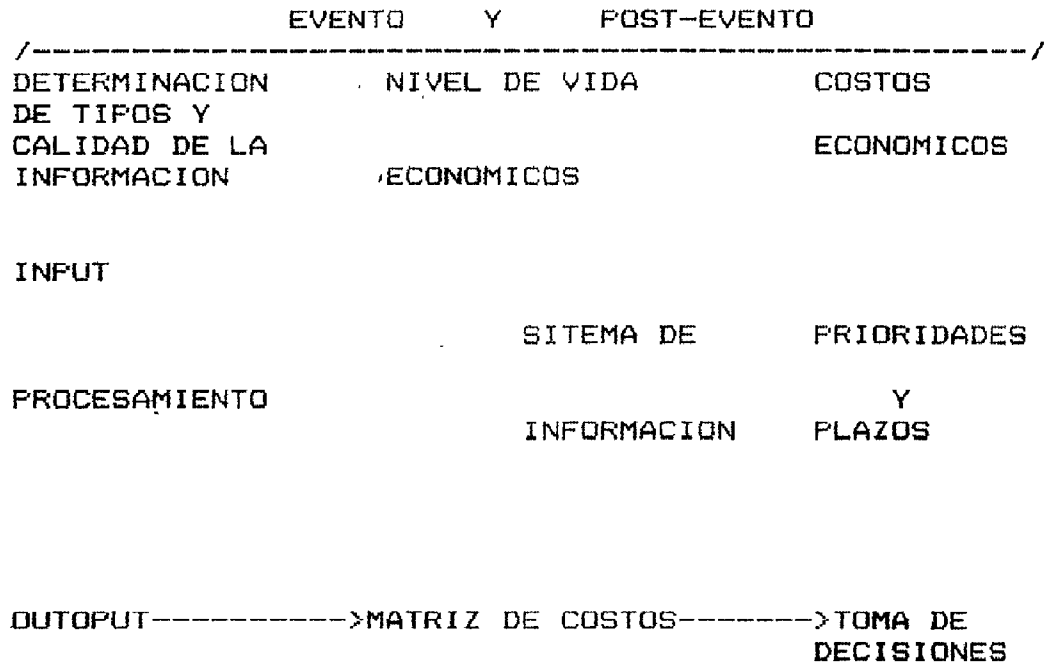 EVENTO Y POST-EVENTO
/-------------------------------------------------------/
DETERMINACION NIVEL DE VIDA COSTOS
DE TIPOS Y
CALIDAD DE LA ECONOMICOS
INFORMACION ECONOMICOS
INPUT
SITEMA DE PRIORIDADES
PROCESAMIENTO Y
INFORMACION PLAZOS
OUTOPUT---------->MATRIZ DE COSTOS------->TOMA DE
DECISIONES